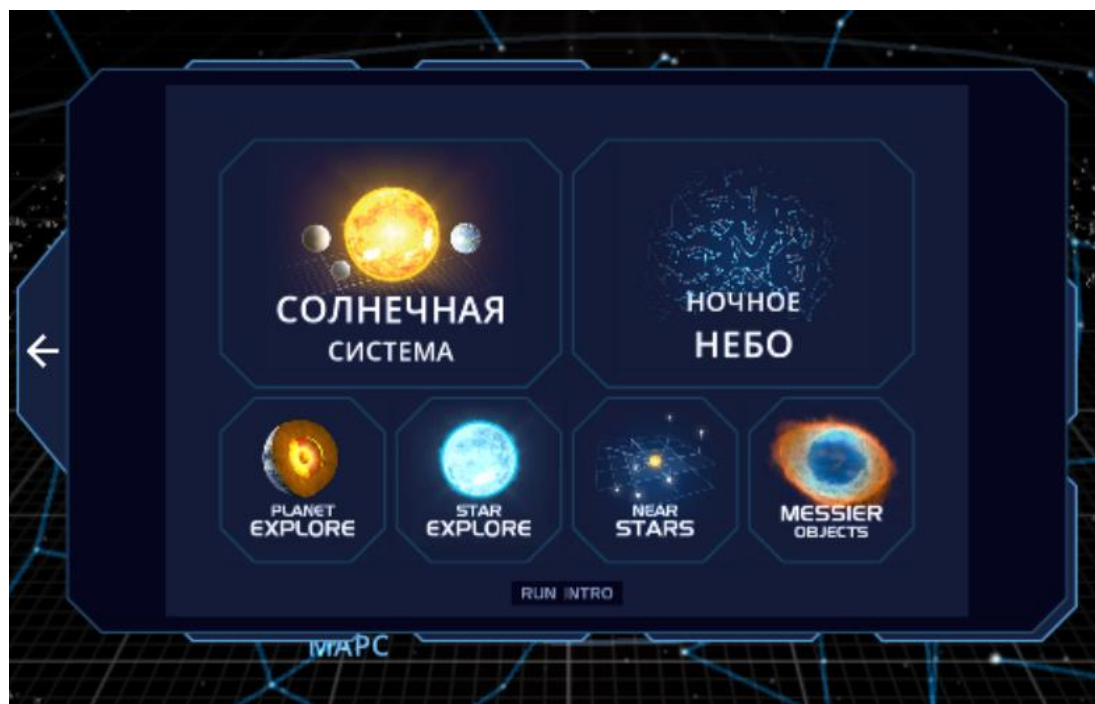 СОЛНЕЧНАЯ
СИСТЕМА
НОЧНОЕ
НЕБО
PLANET
EXPLORE
STAR
EXPLORE
NEAR
STARS
MESSIER
OBJECTS
RUN INTRO
МАРС